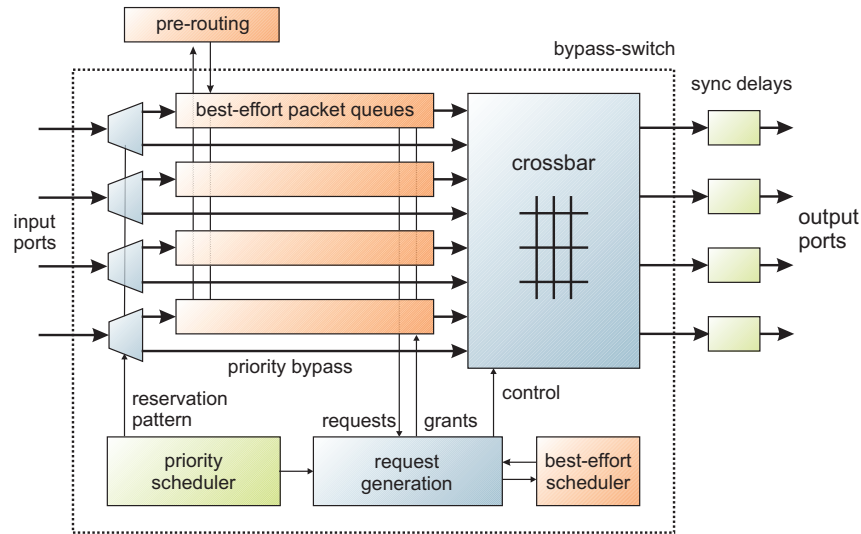 pre-routing
bypass-switch
sync delays
best-effort packet queues
crossbar
input
ports
output
ports
priority bypass
reservation
pattern
requests
grants
control
priority
scheduler
request
generation
best-effort
scheduler